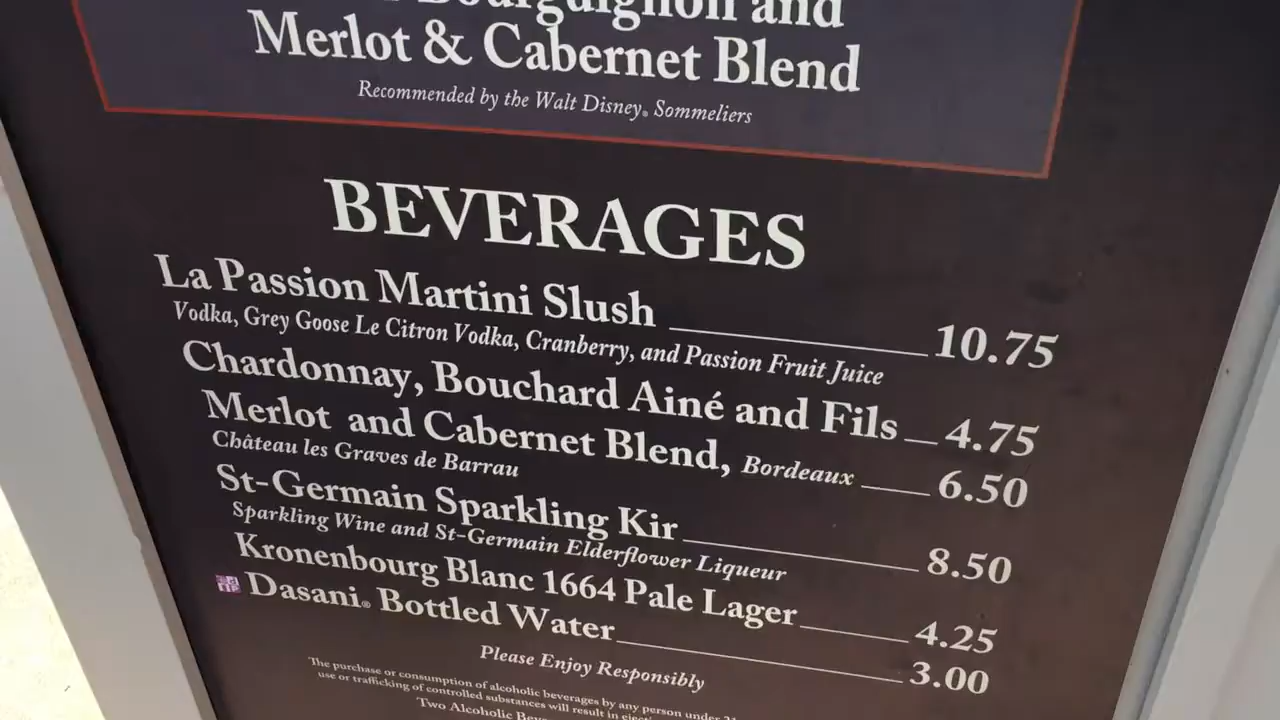 Bourguignon and
Merlot & Cabernet Blend
Recommended by the Walt Disney® Sommeliers
BEVERAGES
La Passion Martini Slush 10.75
Vodka, Grey Goose Le Citron Vodka, Cranberry, and Passion Fruit Juice
Chardonnay, Bouchard Ainé and Fils 4.75
Merlot and Cabernet Blend, Bordeaux 6.50
Château les Graves de Barrau
St-Germain Sparkling Kir 8.50
Sparkling Wine and St-Germain Elderflower Liqueur
Kronenbourg Blanc 1664 Pale Lager 4.25
Dasani® Bottled Water 3.00
Please Enjoy Responsibly
The purchase or consumption of alcoholic beverages by any person under 21
use or trafficking of controlled substances will result in
Two Alcoholic